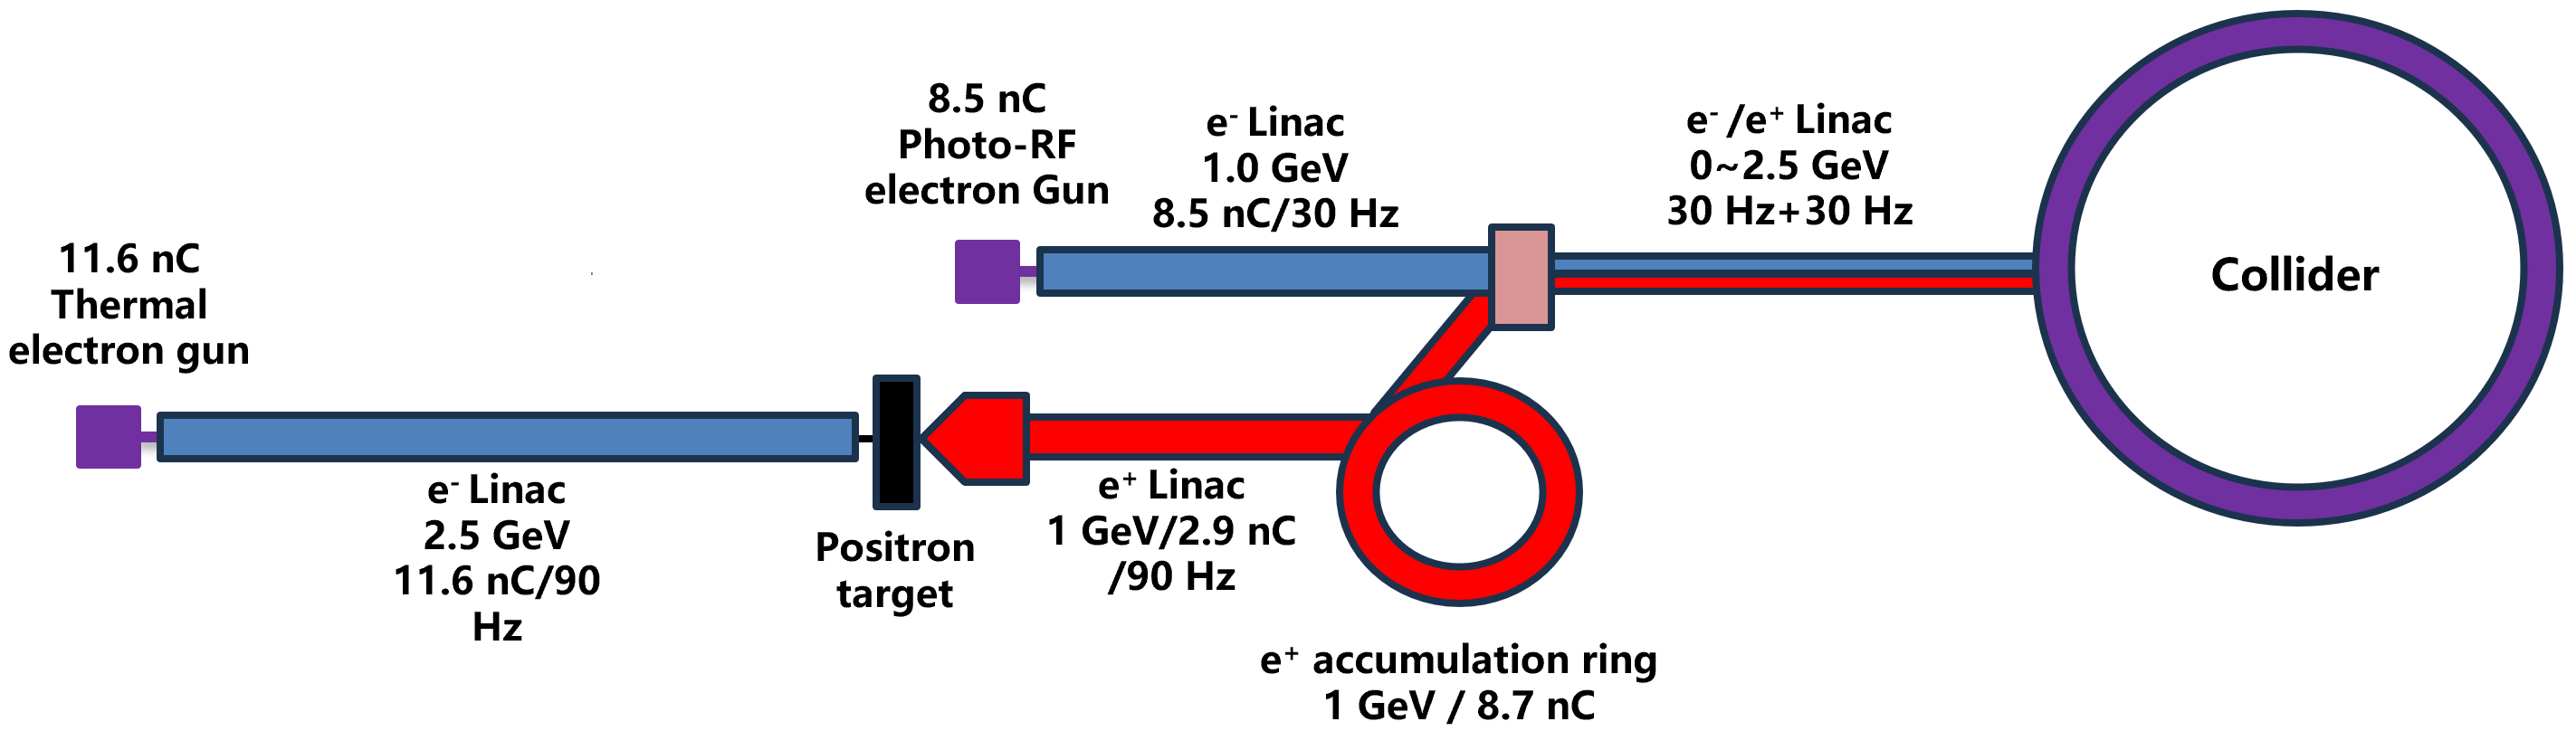 11.6 nC
Thermal
electron gun
e- Linac
2.5 GeV
11.6 nC/90
Hz
Positron
target
8.5 nC
Photo-RF
electron Gun
e- Linac
1.0 GeV
8.5 nC/30 Hz
e+ Linac
1 GeV/2.9 nC
/90 Hz
e+ accumulation ring
1 GeV / 8.7 nC
e- /e+ Linac
0~2.5 GeV
30 Hz+30 Hz
Collider